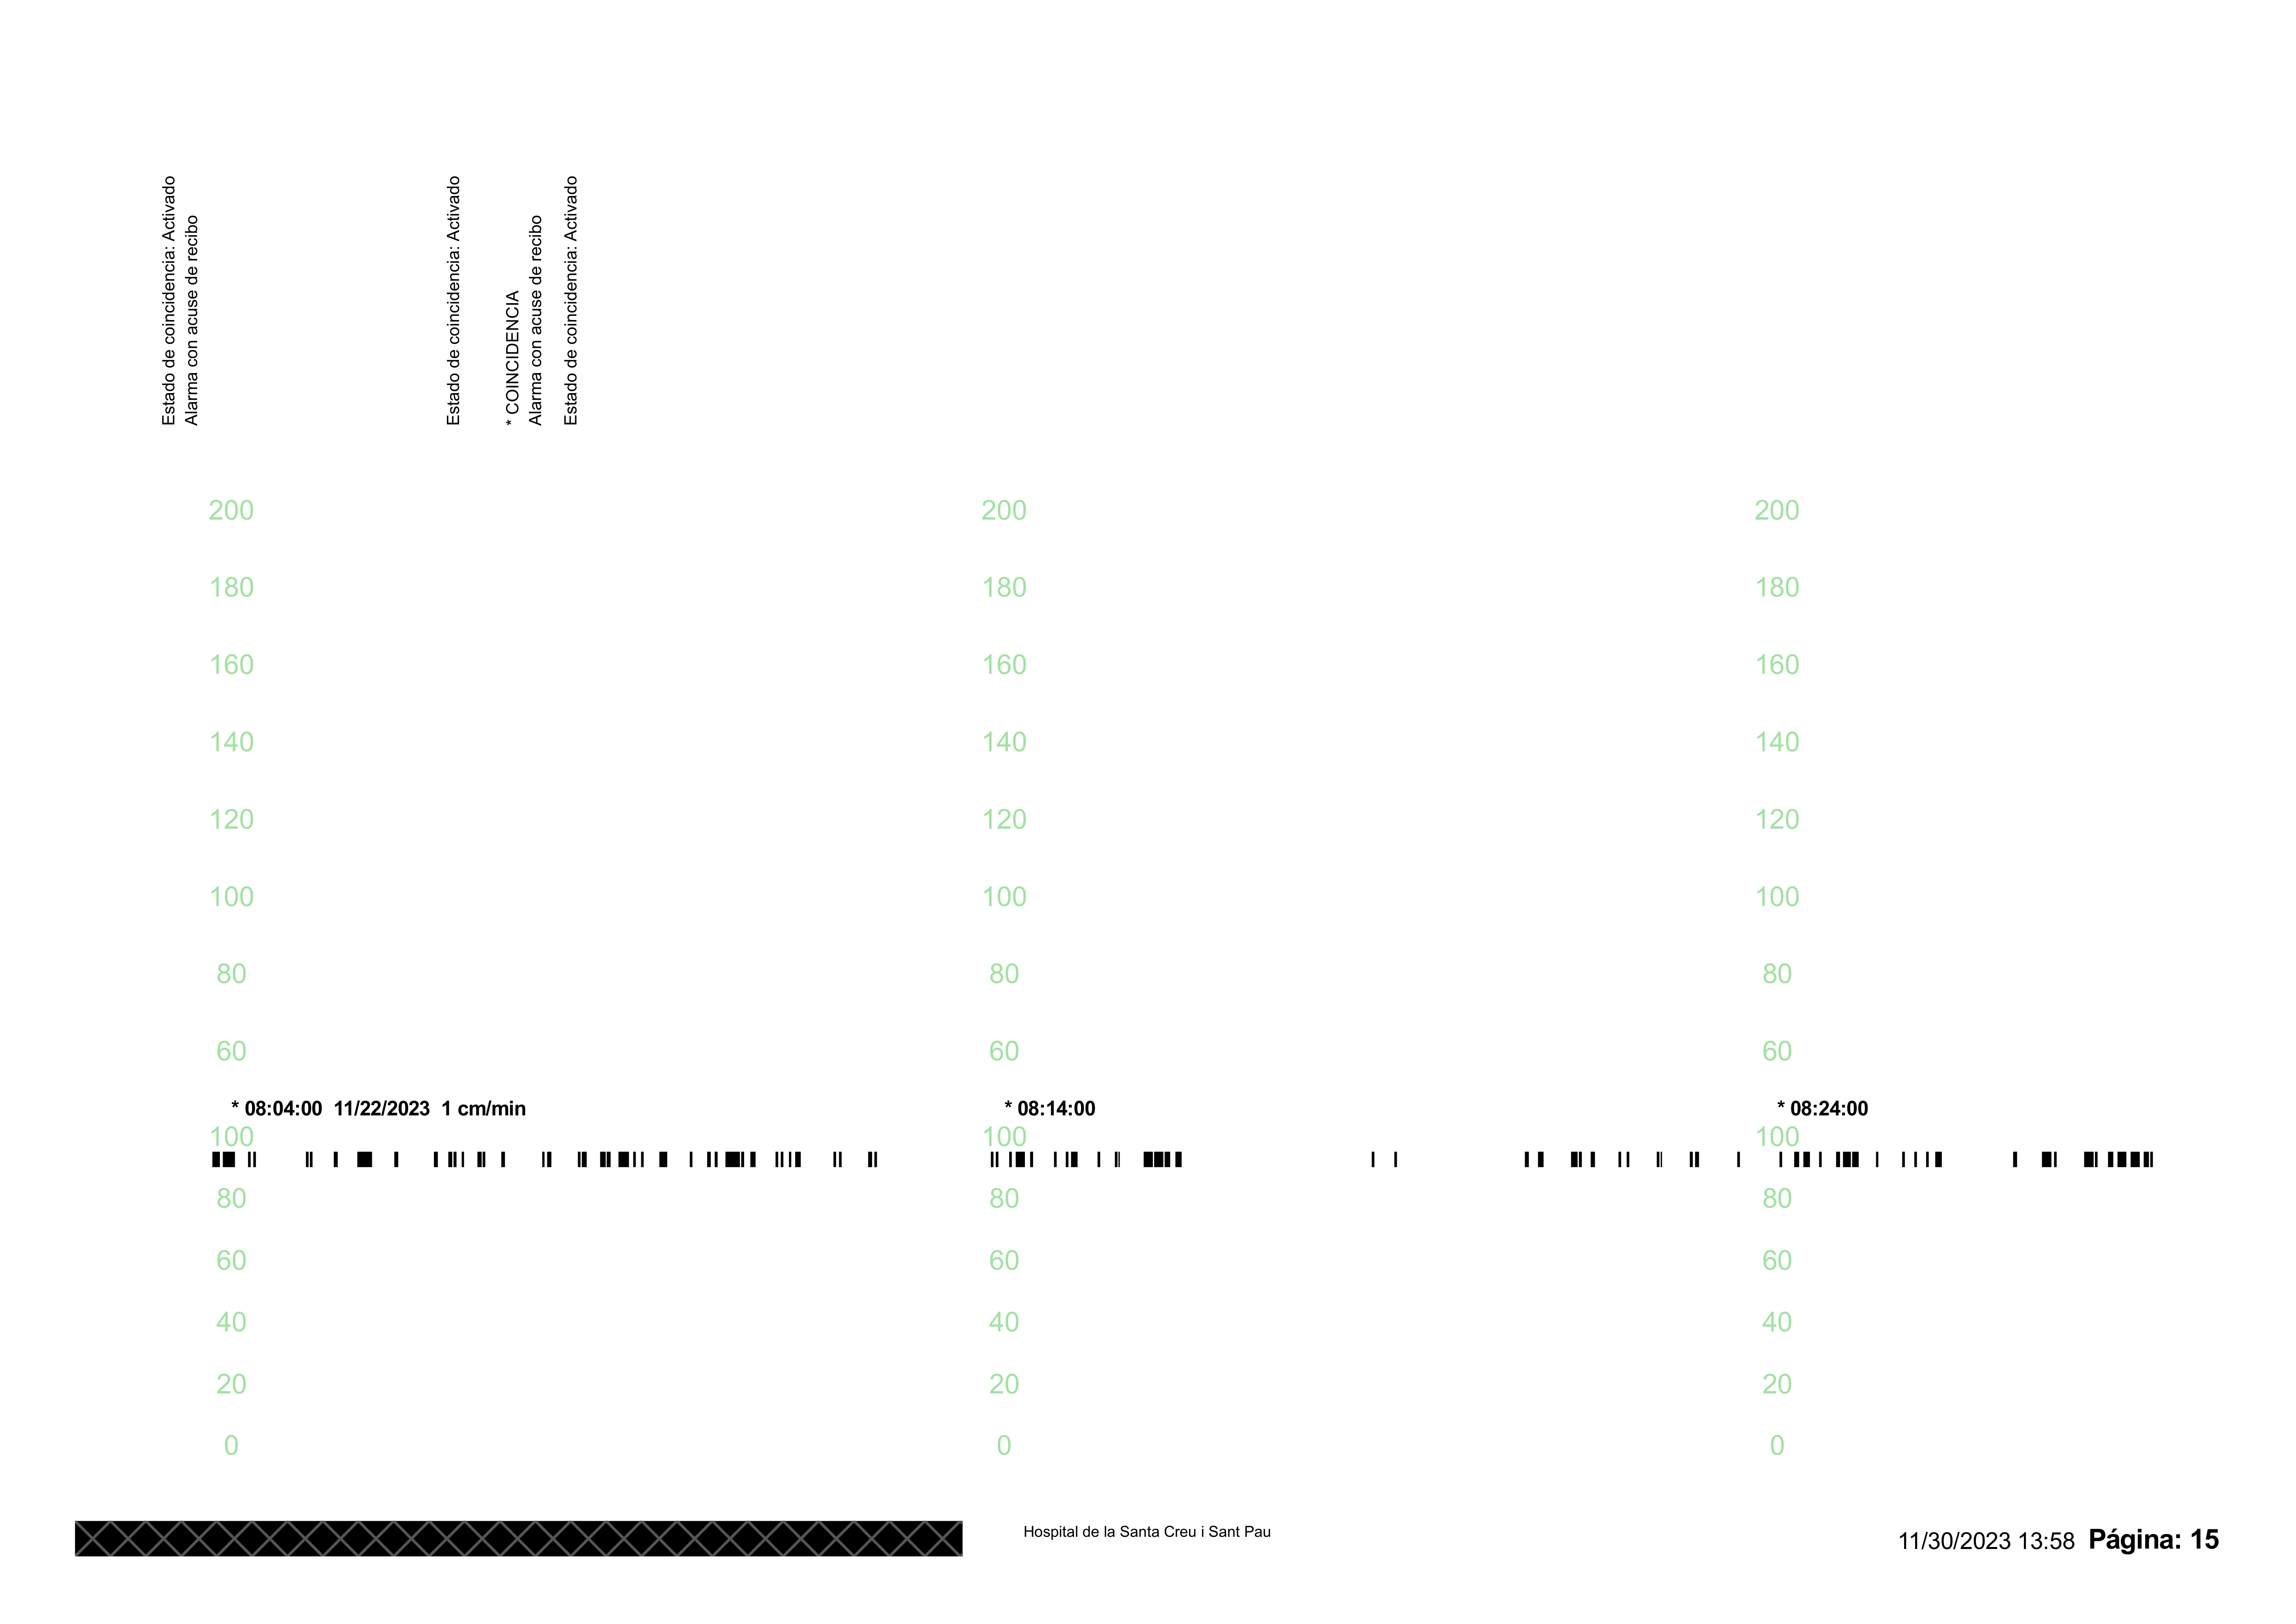 Estado de coincidencia: Activado
Alarma con acuse de recibo
Estado de coincidencia: Activado
* COINCIDENCIA
Alarma con acuse de recibo
Estado de coincidencia: Activado
200 200 200
180 180 180
160 160 160
140 140 140
120 120 120
100 100 100
80 80 80
60 60 60
* 08:04:00 11/22/2023 1 cm/min * 08:14:00 * 08:24:00
100 100 100
80 80 80
60 60 60
40 40 40
20 20 20
0 0 0
Hospital de la Santa Creu i Sant Pau
11/30/2023 13:58 Página: 15